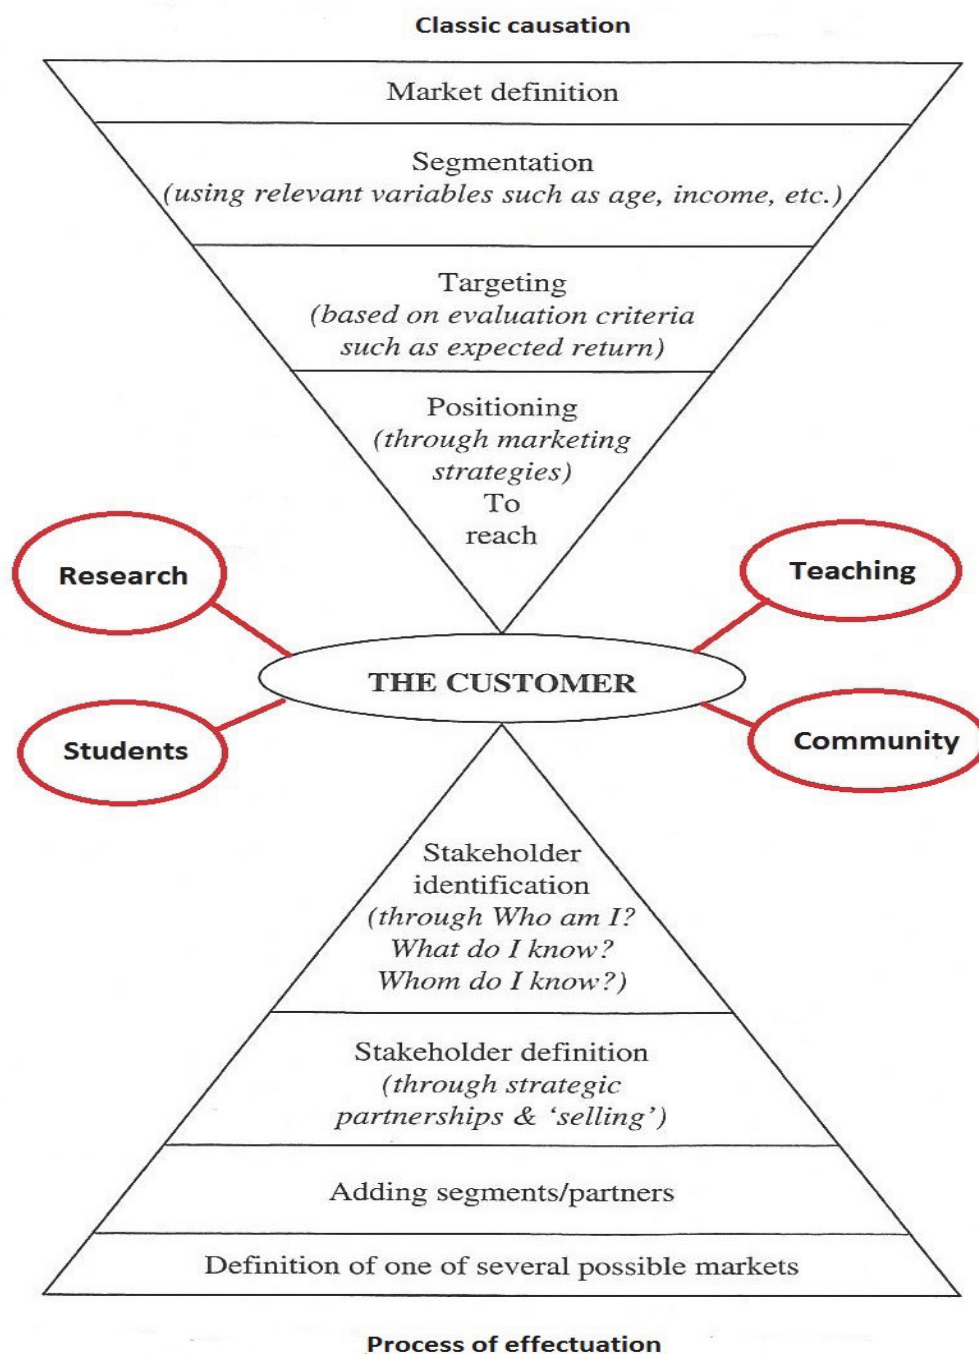 Classic causation
Market definition
Segmentation
(using relevant variables such as age, income, etc.)
Targeting
(based on evaluation criteria
such as expected return)
Positioning
(through marketing
strategies)
To
reach
Research
Teaching
THE CUSTOMER
Students
Community
Stakeholder
identification
(through Who am I?
What do I know?
Whom do I know?)
Stakeholder definition
(through strategic
partnerships & ‘selling’)
Adding segments/partners
Definition of one of several possible markets
Process of effectuation